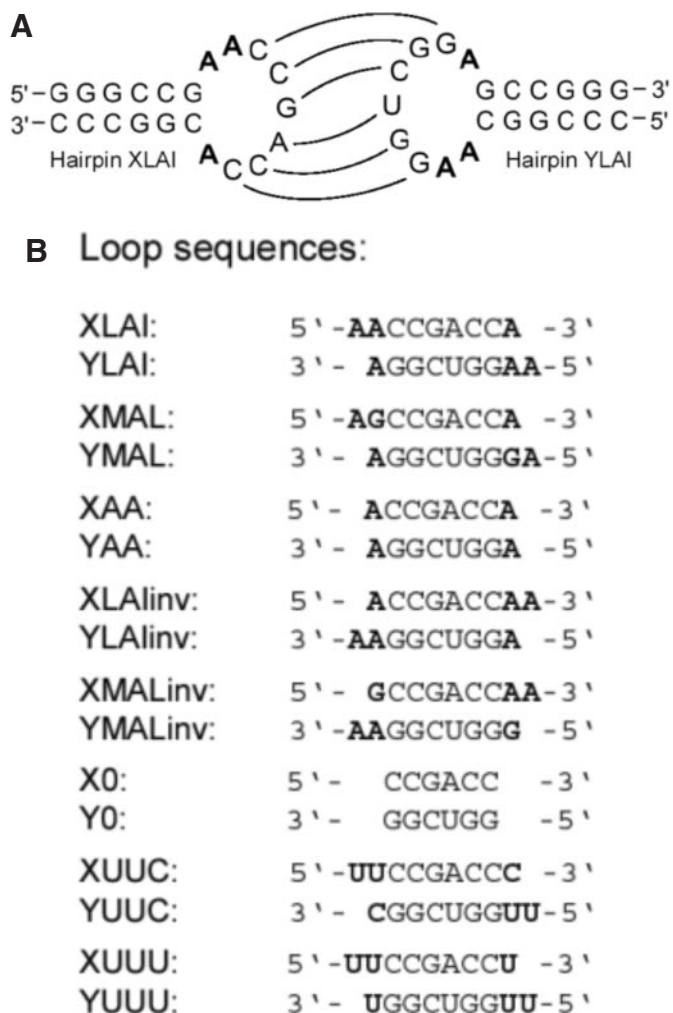 A
A A C C G A C C A
G G A
C
U
G
G A A
5'-GGGCCG
3'-CCCGGC
GCCGGG-3'
CGGCCC-5'
Hairpin XLAI
Hairpin YLAI
B Loop sequences:
XLAI: 5'-AACCGACCA -3'
YLAI: 3'- AGGCUGGAA-5'
XMAL: 5'-AGCCGACCA -3'
YMAL: 3'- AGGCUGGGA-5'
XAA: 5'- ACCGACCA -3'
YAA: 3'- AGGCUGGA -5'
XLAIinv: 5'- ACCGACCAA-3'
YLAIinv: 3'-AAGGCUGGA -5'
XMALinv: 5'- GCCGACCAA-3'
YMALinv: 3'-AAGGCUGGG -5'
X0: 5'- CCGACC -3'
Y0: 3'- GGCUGG -5'
XUUC: 5'-UUCCGACCC -3'
YUUC: 3'- CGGCUGGUU-5'
XUUU: 5'-UUCCGACCU -3'
YUUU: 3'- UGGCUGGUU-5'